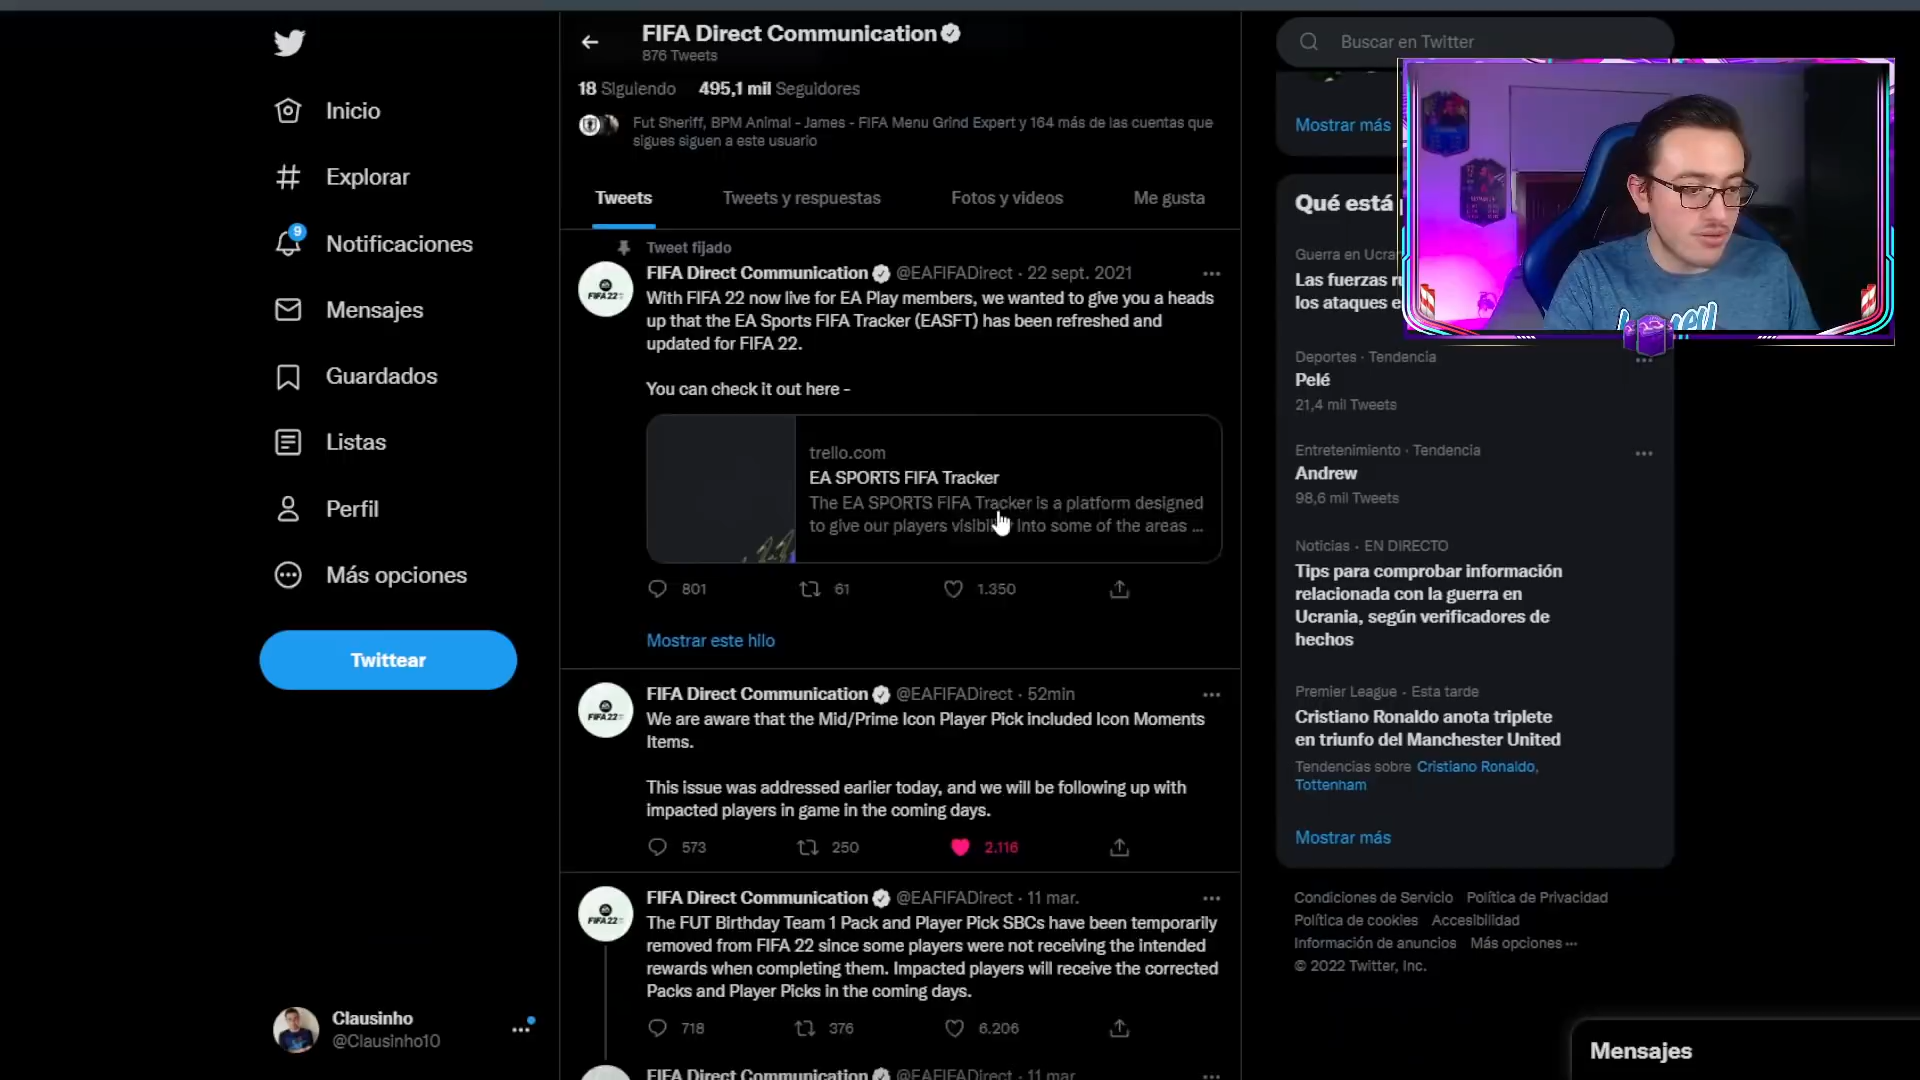 FIFA Direct Communication
876 Tweets
18 Siguiendo 495,1 mil Seguidores
Fut Sheriff, BPM Animal - James - FIFA Menu Grind Expert y 164 más de las cuentas que
sigues siguen a este usuario
Tweets Tweets y respuestas Fotos y videos Me gusta
Inicio
Explorar
9
Notificaciones
Mensajes
Guardados
Listas
Perfil
Más opciones
Twittear
Clausinho
@Clausinho10
Tweet fijado
FIFA Direct Communication @EAFIFADirect · 22 sept. 2021
With FIFA 22 now live for EA Play members, we wanted to give you a heads
up that the EA Sports FIFA Tracker (EASFT) has been refreshed and
updated for FIFA 22.
You can check it out here -
trello.com
EA SPORTS FIFA Tracker
The EA SPORTS FIFA Tracker is a platform designed
to give our players into some of the areas ...
801 61 1.350
Mostrar este hilo
FIFA Direct Communication @EAFIFADirect · 52min
We are aware that the Mid/Prime Icon Player Pick included Icon Moments
Items.
This issue was addressed earlier today, and we will be following up with
impacted players in game in the coming days.
573 250 2.116
FIFA Direct Communication @EAFIFADirect · 11 mar.
The FUT Birthday Team 1 Pack and Player Pick SBCs have been temporarily
removed from FIFA 22 since some players were not receiving the intended
rewards when completing them. Impacted players will receive the corrected
Packs and Player Picks in the coming days.
718 376 6.206
FIFA Direct Communication @EAFIFADirect · 11 mar.
FIFA 22
FIFA 22
FIFA 22
Buscar en Twitter
Mostrar más
Qué está
Guerra en
Las fuerzas
los ataques
Deportes · Tendencia
Pelé
21,4 mil Tweets
Entretenimiento · Tendencia
Andrew
98,6 mil Tweets
Noticias · EN DIRECTO
Tips para comprobar información
relacionada con la guerra en
Ucrania, según verificadores de
hechos
Premier League · Esta tarde
Cristiano Ronaldo anota triplete
en triunfo del Manchester United
Tendencias sobre Cristiano Ronaldo,
Tottenham
Mostrar más
Condiciones de Servicio Política de Privacidad
Política de cookies Accesibilidad
Información de anuncios Más opciones ···
© 2022 Twitter, Inc.
Mensajes